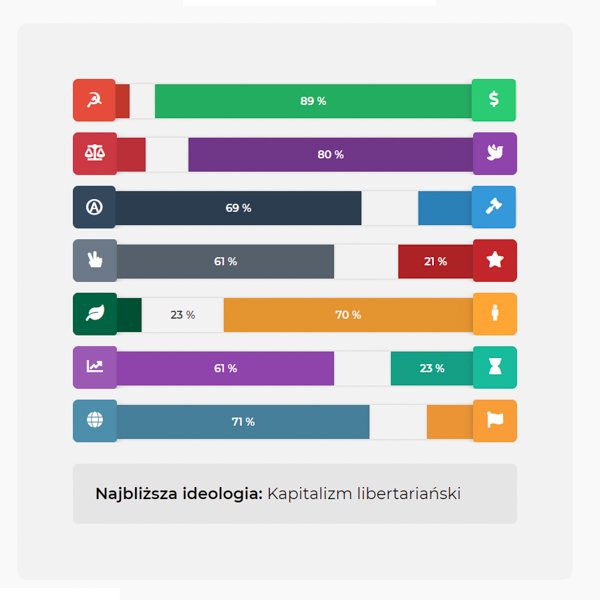 89 %
80 %
69 %
61 % 21 %
23 % 70 %
61 % 23 %
71 %
Najbliższa ideologia: Kapitalizm libertariański